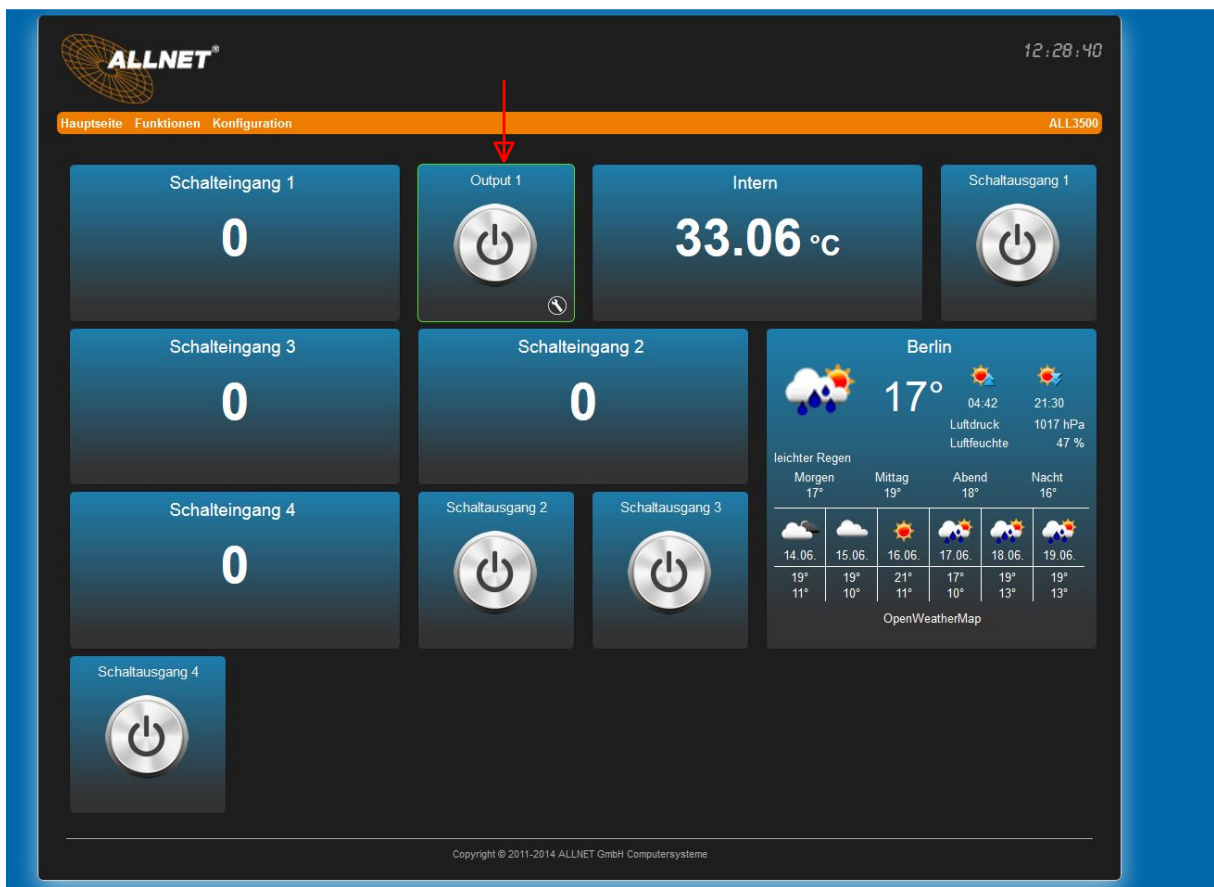 ALLNET®
12:28:40
Hauptseite Funktionen Konfiguration ALL3500
Schalteingang 1
0
Output 1
Intern
33.06 °C
Schaltausgang 1
Schalteingang 3
0
Schalteingang 2
0
Berlin
17°
04:42 21:30
Luftdruck 1017 hPa
Luftfeuchte 47 %
leichter Regen
Morgen Mittag Abend Nacht
17° 19° 18° 16°
14.06. 15.06. 16.06. 17.06. 18.06. 19.06.
19° 19° 21° 17° 19° 19°
11° 10° 11° 10° 13° 13°
OpenWeatherMap
Schalteingang 4
0
Schaltausgang 2
Schaltausgang 3
Schaltausgang 4
Copyright © 2011-2014 ALLNET GmbH Computersysteme